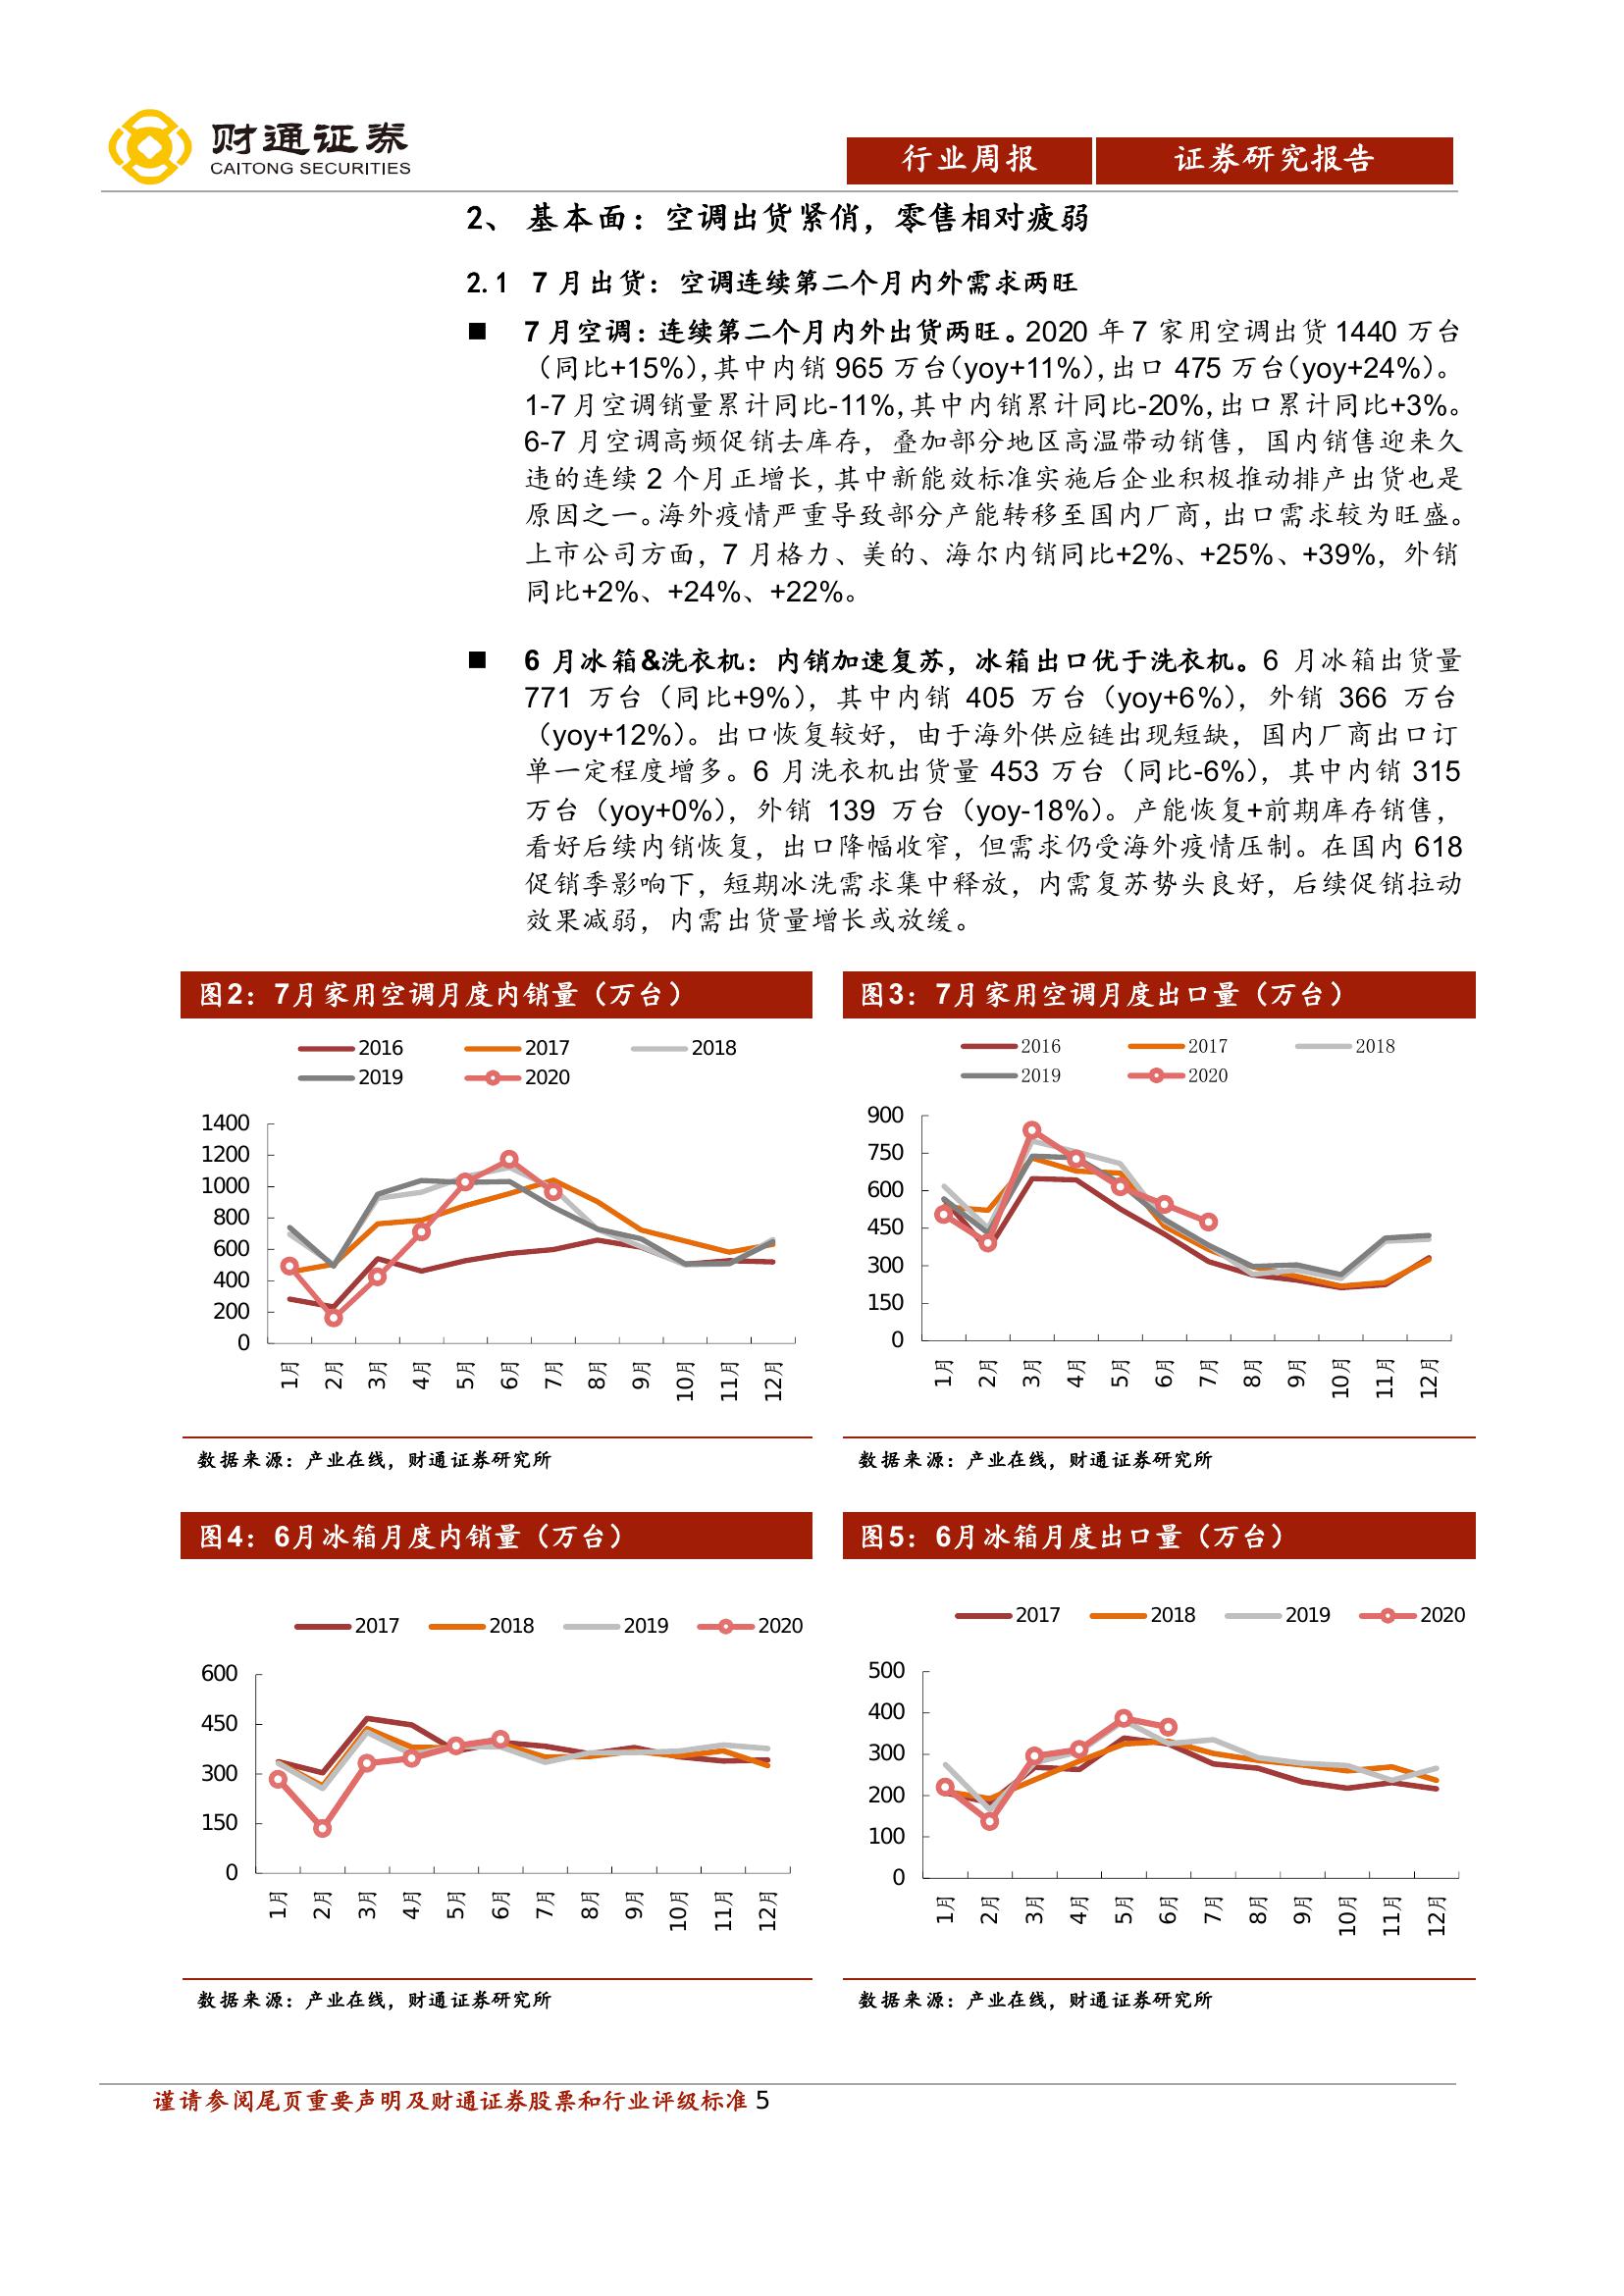 财通证券
CAITONG SECURITIES
行业周报
证券研究报告
2、 基本面：空调出货紧俏，零售相对疲弱
2.1 7 月出货：空调连续第二个月内外需求两旺
■ 7 月空调：连续第二个月内外出货两旺。2020 年 7 家用空调出货 1440 万台
（同比+15%），其中内销 965 万台（yoy+11%），出口 475 万台（yoy+24%）。
1-7 月空调销量累计同比-11%，其中内销累计同比-20%，出口累计同比+3%。
6-7 月空调高频促销去库存，叠加部分地区高温带动销售，国内销售迎来久
违的连续 2 个月正增长，其中新能效标准实施后企业积极推动排产出货也是
原因之一。海外疫情严重导致部分产能转移至国内厂商，出口需求较为旺盛。
上市公司方面，7 月格力、美的、海尔内销同比+2%、+25%、+39%，外销
同比+2%、+24%、+22%。
■ 6 月冰箱&洗衣机：内销加速复苏，冰箱出口优于洗衣机。6 月冰箱出货量
771 万台（同比+9%），其中内销 405 万台（yoy+6%），外销 366 万台
（yoy+12%）。出口恢复较好，由于海外供应链出现短缺，国内厂商出口订
单一定程度增多。6 月洗衣机出货量 453 万台（同比-6%），其中内销 315
万台（yoy+0%），外销 139 万台（yoy-18%）。产能恢复+前期库存销售，
看好后续内销恢复，出口降幅收窄，但需求仍受海外疫情压制。在国内 618
促销季影响下，短期冰洗需求集中释放，内需复苏势头良好，后续促销拉动
效果减弱，内需出货量增长或放缓。
图2：7月家用空调月度内销量（万台）
2016 2017 2018
2019 2020
1400
1200
1000
800
600
400
200
0
1月 2月 3月 4月 5月 6月 7月 8月 9月 10月 11月 12月
数据来源：产业在线，财通证券研究所
图3：7月家用空调月度出口量（万台）
2016 2017 2018
2019 2020
900
750
600
450
300
150
0
1月 2月 3月 4月 5月 6月 7月 8月 9月 10月 11月 12月
数据来源：产业在线，财通证券研究所
图4：6月冰箱月度内销量（万台）
2017 2018 2019 2020
600
450
300
150
0
1月 2月 3月 4月 5月 6月 7月 8月 9月 10月 11月 12月
数据来源：产业在线，财通证券研究所
图5：6月冰箱月度出口量（万台）
2017 2018 2019 2020
500
400
300
200
100
0
1月 2月 3月 4月 5月 6月 7月 8月 9月 10月 11月 12月
数据来源：产业在线，财通证券研究所
谨请参阅尾页重要声明及财通证券股票和行业评级标准 5